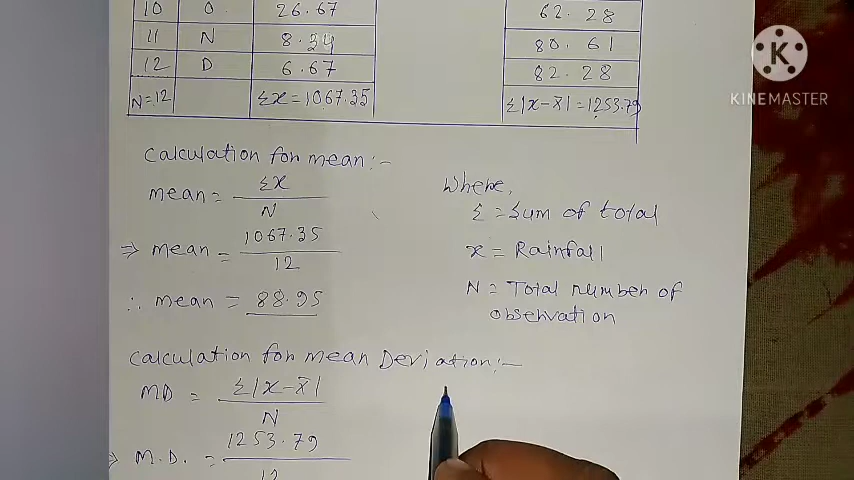 10 O. 26.67 62.28
11 N 8.34 80.61
12 D 6.67 82.28
N=12 Σx=1067.35 Σ|x-x̄|=1253.79
KINEMASTER
Calculation for mean:-
mean = Σx / N
⇒ mean = 1067.35 / 12
∴ mean = 88.95
Where,
Σ = Sum of total
x = Rainfall
N = Total number of
observation
Calculation for mean Deviation:-
MD = Σ|x-x̄| / N
⇒ M.D. = 1253.79 / 12